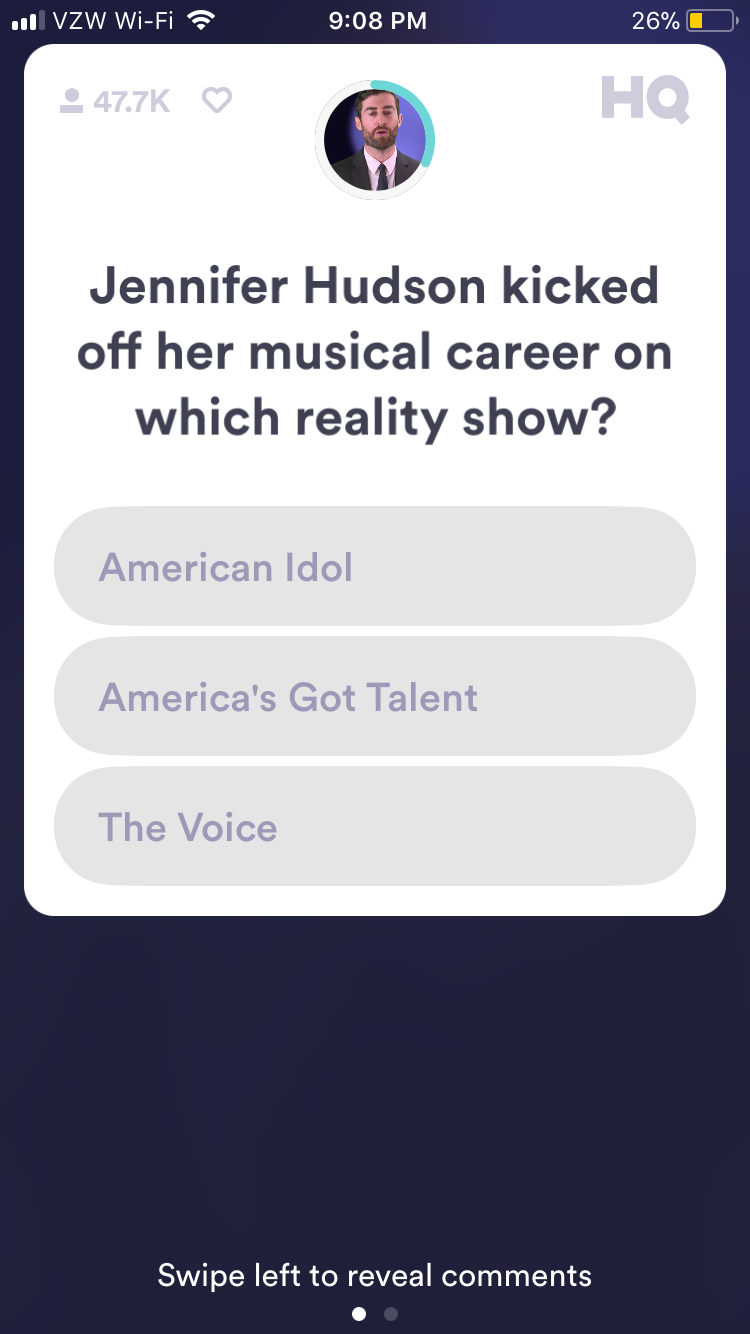 VZW Wi-Fi 9:08 PM 26%
47.7K HQ
Jennifer Hudson kicked
off her musical career on
which reality show?
American Idol
America's Got Talent
The Voice
Swipe left to reveal comments